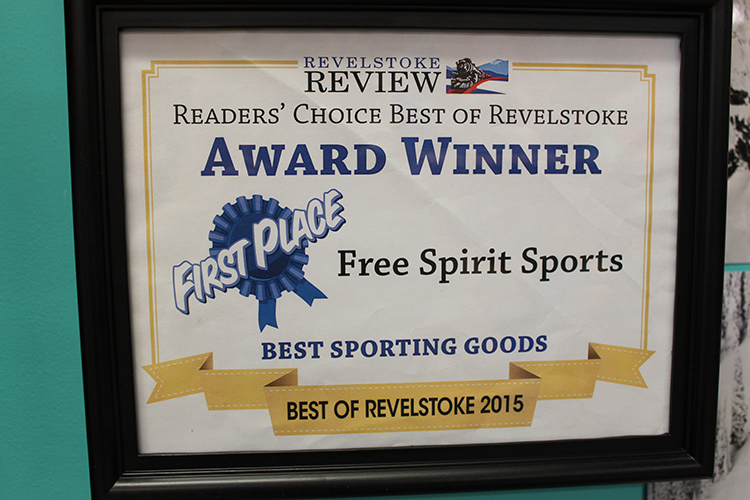 REVELSTOKE
REVIEW
READERS' CHOICE BEST OF REVELSTOKE
AWARD WINNER
FIRST PLACE
Free Spirit Sports
BEST SPORTING GOODS
BEST OF REVELSTOKE 2015